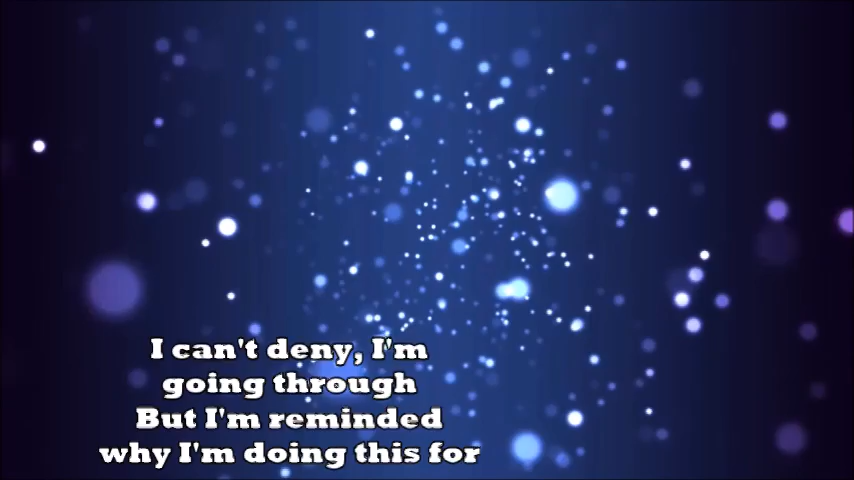 I can't deny, I'm
going through
But I'm reminded
why I'm doing this for